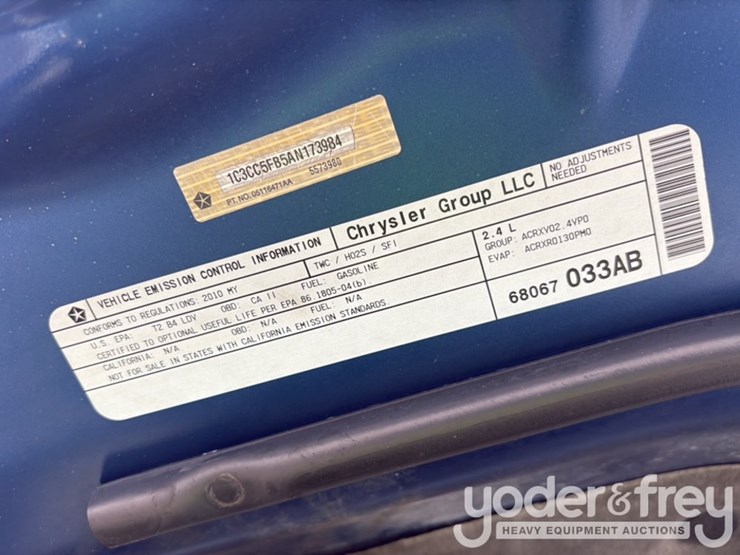 1C3CC5FB5AN173984
PT.NO.05116471AA 5573980
VEHICLE EMISSION CONTROL INFORMATION Chrysler Group LLC NO ADJUSTMENTS NEEDED
CONFORMS TO REGULATIONS: 2010 MY TWC / HO2S / SFI 2.4 L
U.S. EPA: T2 B4 LDV OBD: CA II FUEL: GASOLINE GROUP: ACRXV02.4VP0
CERTIFIED TO OPTIONAL USEFUL LIFE PER EPA 86.1805-04(b). EVAP: ACRXR0130PM0
CALIFORNIA: N/A OBD: N/A FUEL: N/A
NOT FOR SALE IN STATES WITH CALIFORNIA EMISSION STANDARDS
68067 033AB
yoder&frey
HEAVY EQUIPMENT AUCTIONS